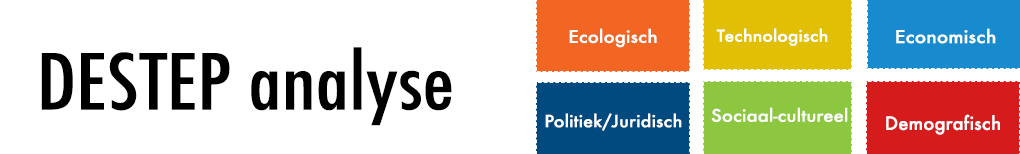 DESTEP analyse
Ecologisch
Technologisch
Economisch
Politiek/Juridisch
Sociaal-cultureel
Demografisch